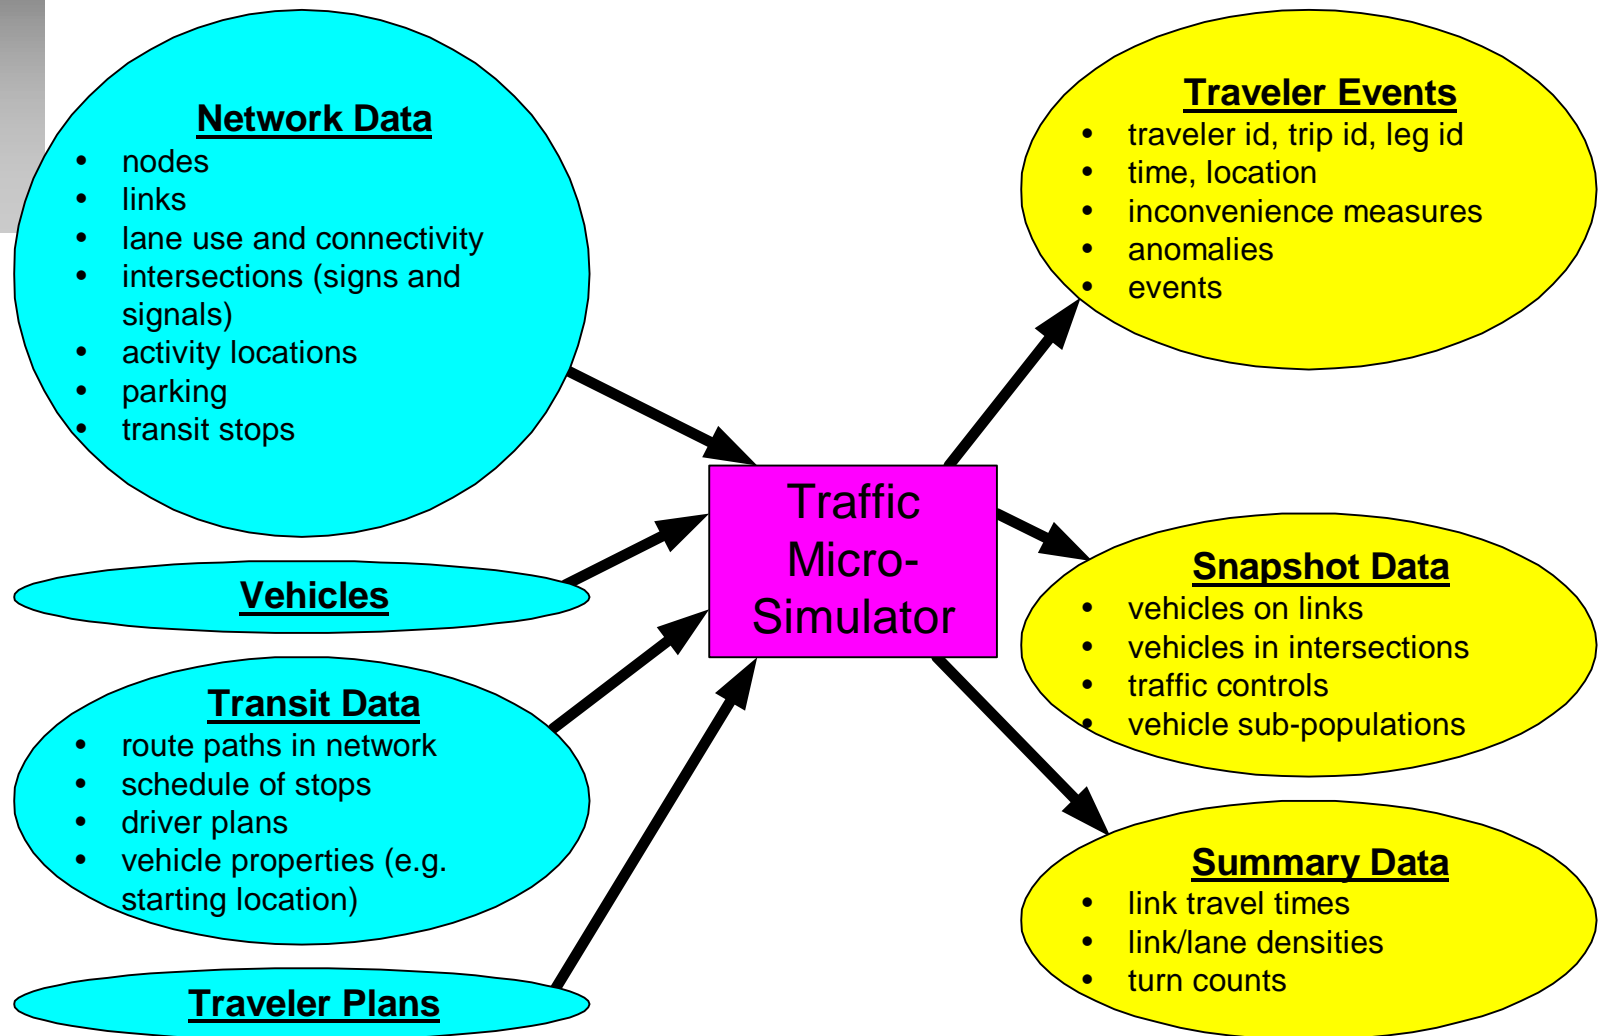 Network Data
• nodes
• links
• lane use and connectivity
• intersections (signs and
signals)
• activity locations
• parking
• transit stops
Vehicles
Transit Data
• route paths in network
• schedule of stops
• driver plans
• vehicle properties (e.g.
starting location)
Traveler Plans
Traffic
Micro-
Simulator
Traveler Events
• traveler id, trip id, leg id
• time, location
• inconvenience measures
• anomalies
• events
Snapshot Data
• vehicles on links
• vehicles in intersections
• traffic controls
• vehicle sub-populations
Summary Data
• link travel times
• link/lane densities
• turn counts